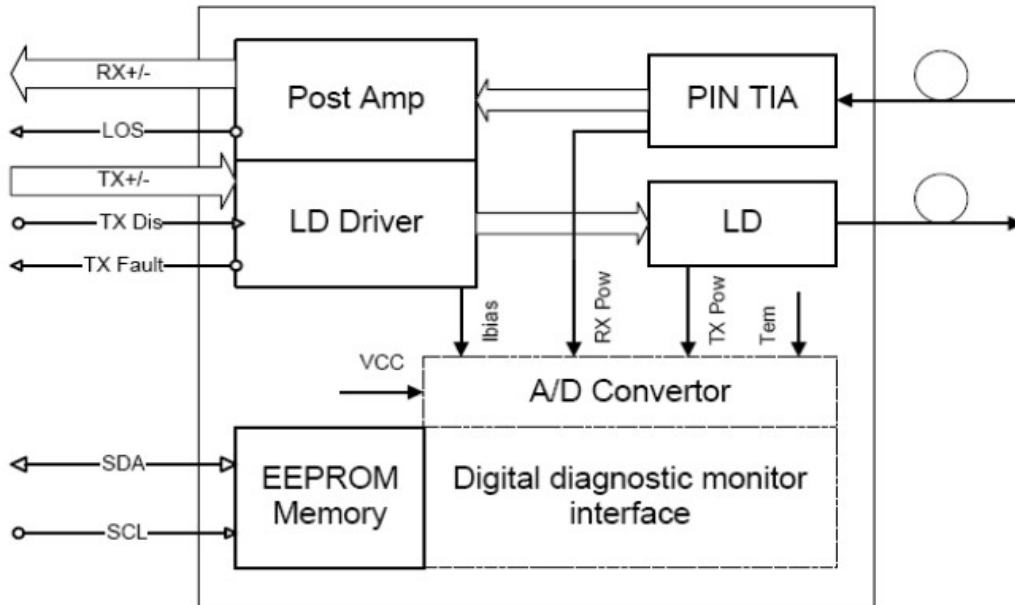 RX+/-
Post Amp
PIN TIA
LOS
TX+/-
LD Driver
LD
TX Dis
TX Fault
Ibias
RX Pow
TX Pow
Tem
VCC
A/D Convertor
SDA
EEPROM
Memory
Digital diagnostic monitor
interface
SCL